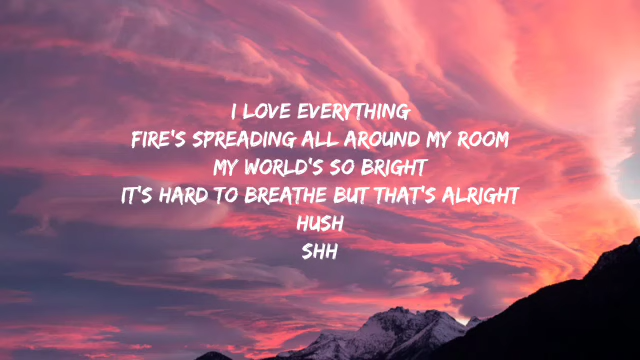 I LOVE EVERYTHING
FIRE'S SPREADING ALL AROUND MY ROOM
MY WORLD'S SO BRIGHT
IT'S HARD TO BREATHE BUT THAT'S ALRIGHT
HUSH
SHH